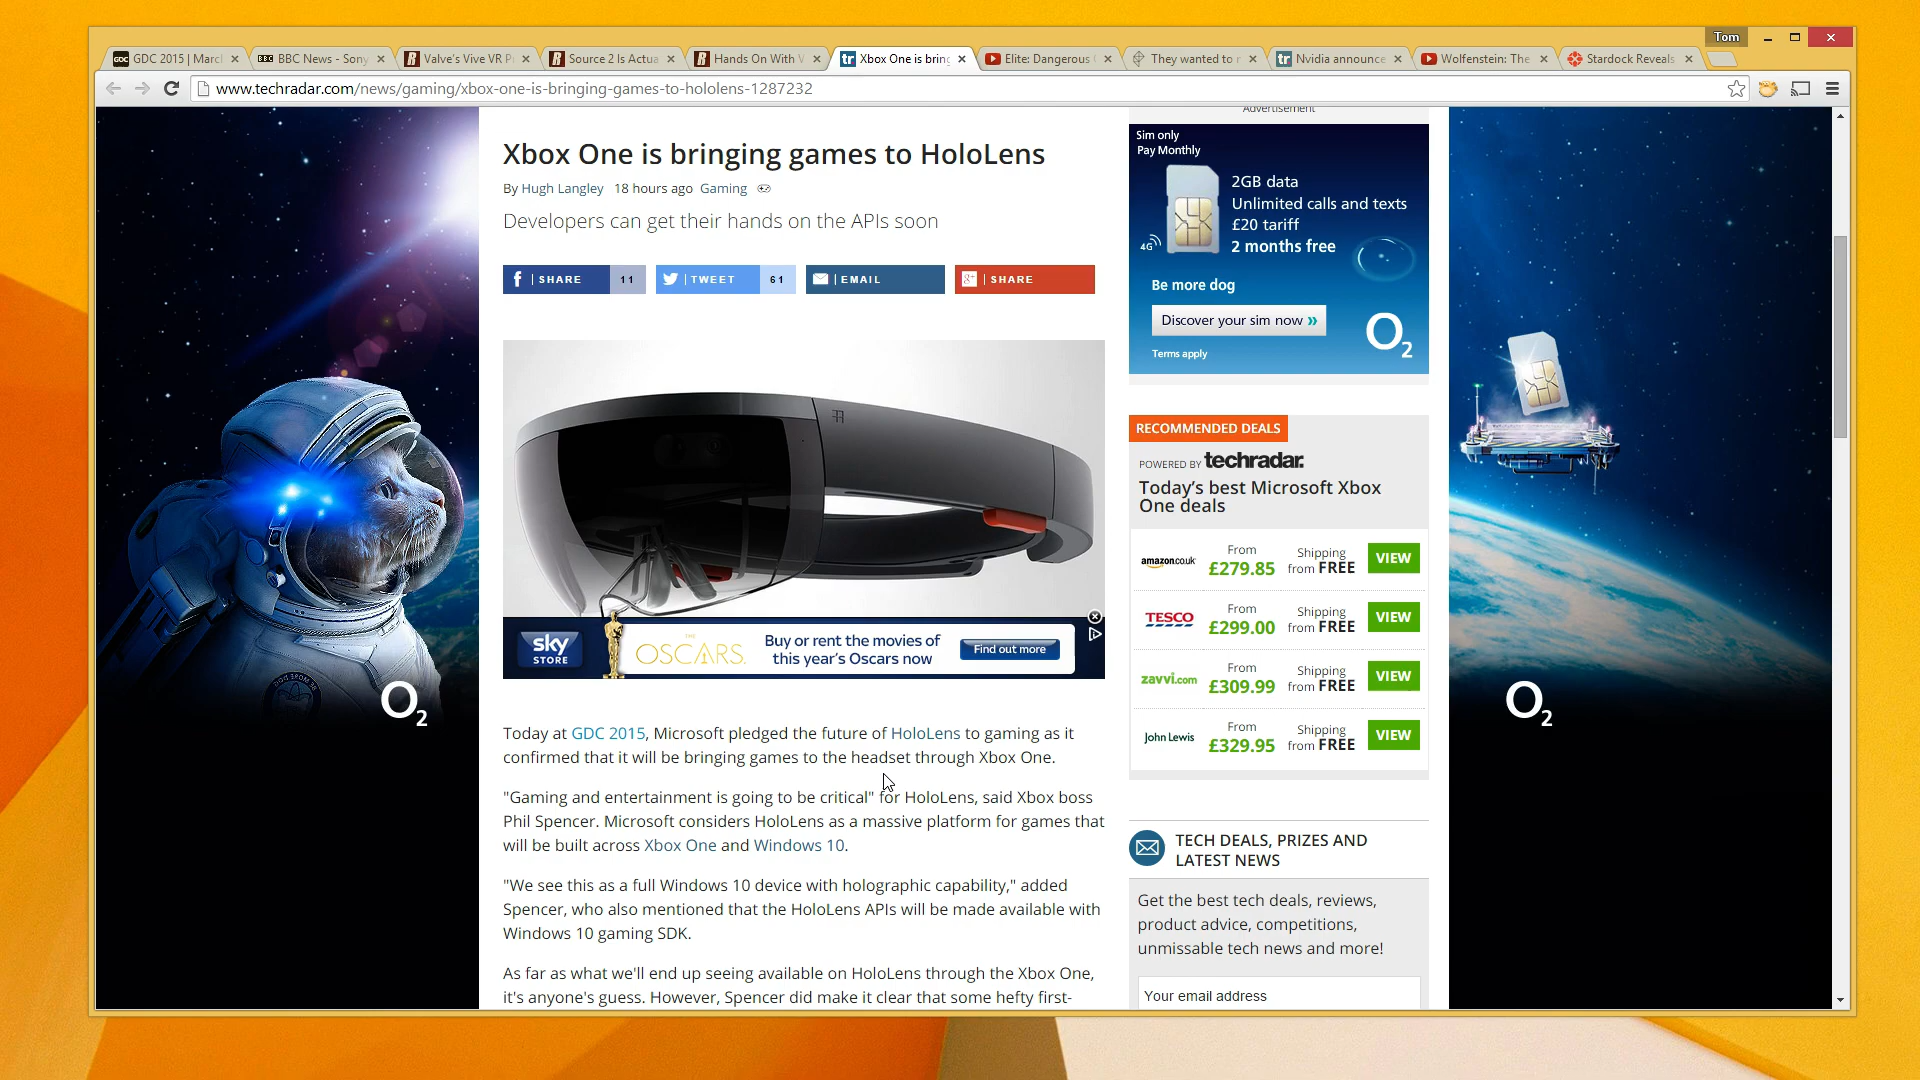 Tom
GDC 2015 | Marcl
BBC News - Sony
Valve's Vive VR P
Source 2 Is Actua
Hands On With V
Xbox One is bring
Elite: Dangerous
They wanted to r
Nvidia announce
Wolfenstein: The
Stardock Reveals
www.techradar.com/news/gaming/xbox-one-is-bringing-games-to-hololens-1287232
Xbox One is bringing games to HoloLens
By Hugh Langley 18 hours ago Gaming
Developers can get their hands on the APIs soon
SHARE 11
TWEET 61
EMAIL
SHARE
sky
STORE
THE
OSCARS.
Buy or rent the movies of
this year's Oscars now
Find out more
Today at GDC 2015, Microsoft pledged the future of HoloLens to gaming as it
confirmed that it will be bringing games to the headset through Xbox One.
"Gaming and entertainment is going to be critical" for HoloLens, said Xbox boss
Phil Spencer. Microsoft considers HoloLens as a massive platform for games that
will be built across Xbox One and Windows 10.
"We see this as a full Windows 10 device with holographic capability," added
Spencer, who also mentioned that the HoloLens APIs will be made available with
Windows 10 gaming SDK.
As far as what we'll end up seeing available on HoloLens through the Xbox One,
it's anyone's guess. However, Spencer did make it clear that some hefty first-
Advertisement
Sim only
Pay Monthly
2GB data
Unlimited calls and texts
£20 tariff
2 months free
4G
Be more dog
Discover your sim now »
O2
Terms apply
RECOMMENDED DEALS
POWERED BY techradar.
Today's best Microsoft Xbox
One deals
amazon.co.uk From £279.85 Shipping from FREE VIEW
TESCO From £299.00 Shipping from FREE VIEW
zavvi.com From £309.99 Shipping from FREE VIEW
John Lewis From £329.95 Shipping from FREE VIEW
TECH DEALS, PRIZES AND
LATEST NEWS
Get the best tech deals, reviews,
product advice, competitions,
unmissable tech news and more!
Your email address
BE MORE DOG
O2
O2